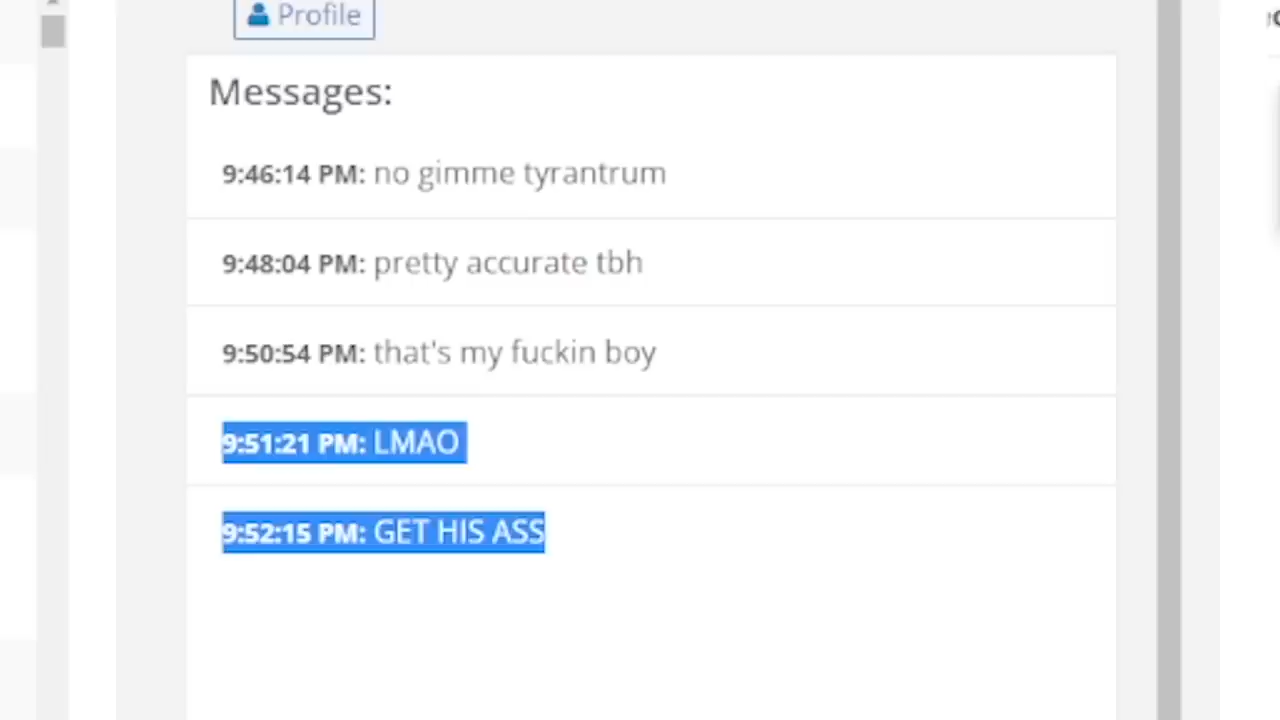 Profile
Messages:
9:46:14 PM: no gimme tyrantrum
9:48:04 PM: pretty accurate tbh
9:50:54 PM: that's my fuckin boy
9:51:21 PM: LMAO
9:52:15 PM: GET HIS ASS